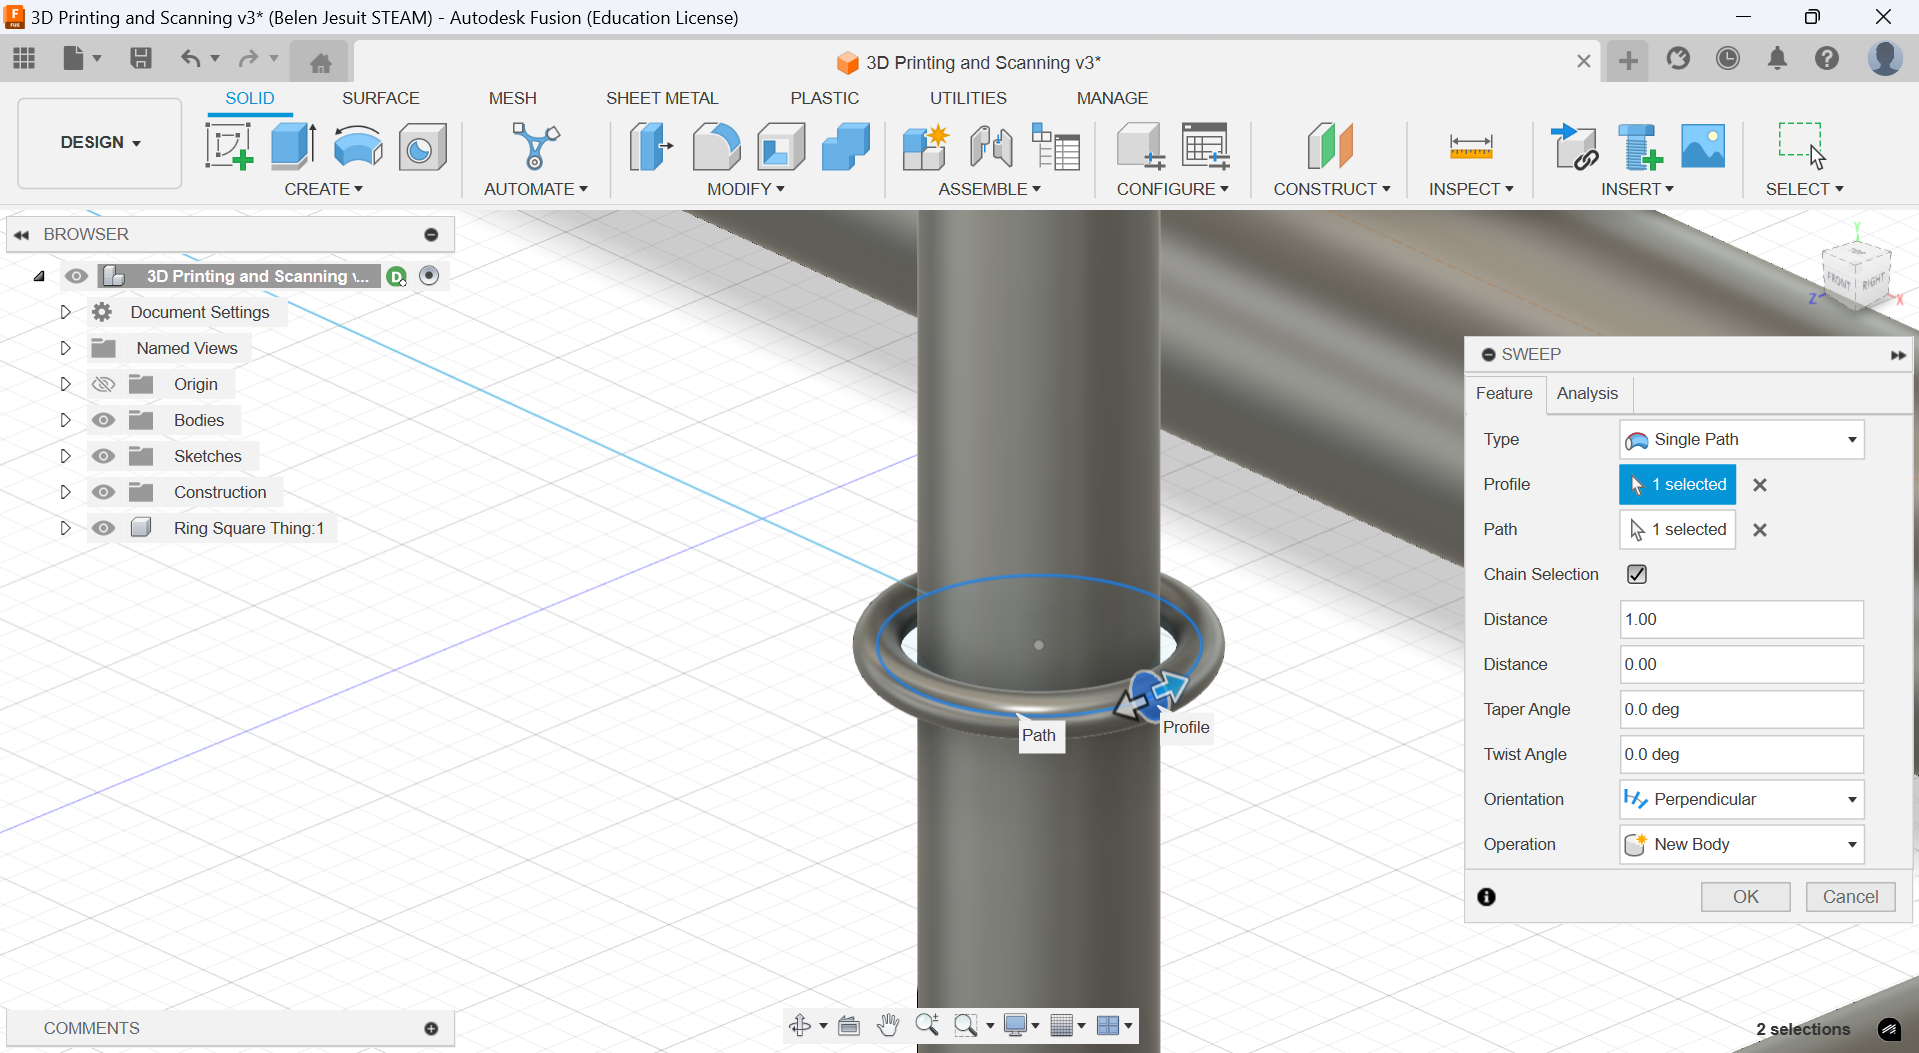 3D Printing and Scanning v3* (Belen Jesuit STEAM) - Autodesk Fusion (Education License)
3D Printing and Scanning v3*
SOLID SURFACE MESH SHEET METAL PLASTIC UTILITIES MANAGE
DESIGN
CREATE AUTOMATE MODIFY ASSEMBLE CONFIGURE CONSTRUCT INSPECT INSERT SELECT
BROWSER
3D Printing and Scanning v...
D
Document Settings
Named Views
Origin
Bodies
Sketches
Construction
Ring Square Thing:1
Y
FRONT RIGHT
Z X
SWEEP
Feature Analysis
Type Single Path
Profile 1 selected
Path 1 selected
Chain Selection
Distance 1.00
Distance 0.00
Taper Angle 0.0 deg
Twist Angle 0.0 deg
Orientation Perpendicular
Operation New Body
OK Cancel
Profile
Path
COMMENTS
2 selections